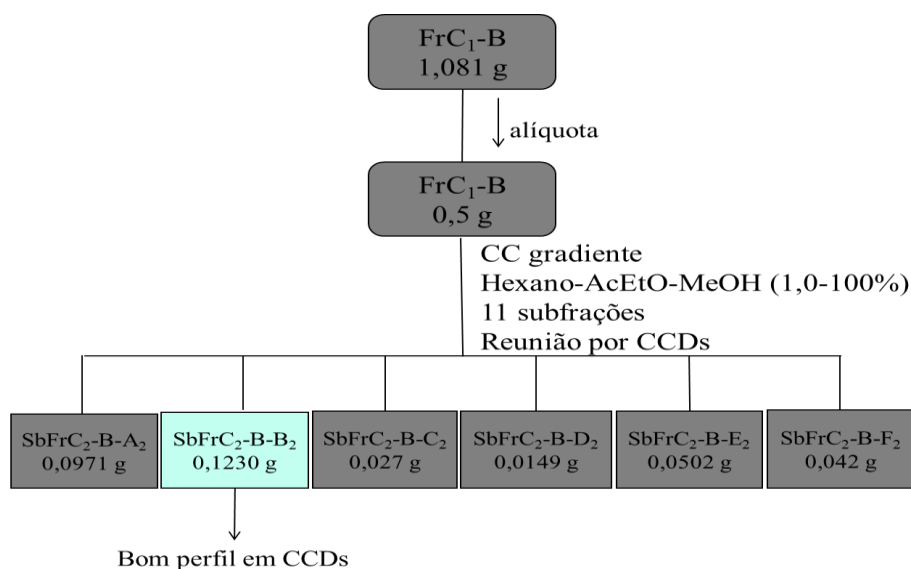 FrC₁-B
1,081 g
alíquota
FrC₁-B
0,5 g
CC gradiente
Hexano-AcEtO-MeOH (1,0-100%)
11 subfrações
Reunião por CCDs
SbFrC₂-B-A₂
0,0971 g
SbFrC₂-B-B₂
0,1230 g
SbFrC₂-B-C₂
0,027 g
SbFrC₂-B-D₂
0,0149 g
SbFrC₂-B-E₂
0,0502 g
SbFrC₂-B-F₂
0,042 g
Bom perfil em CCDs